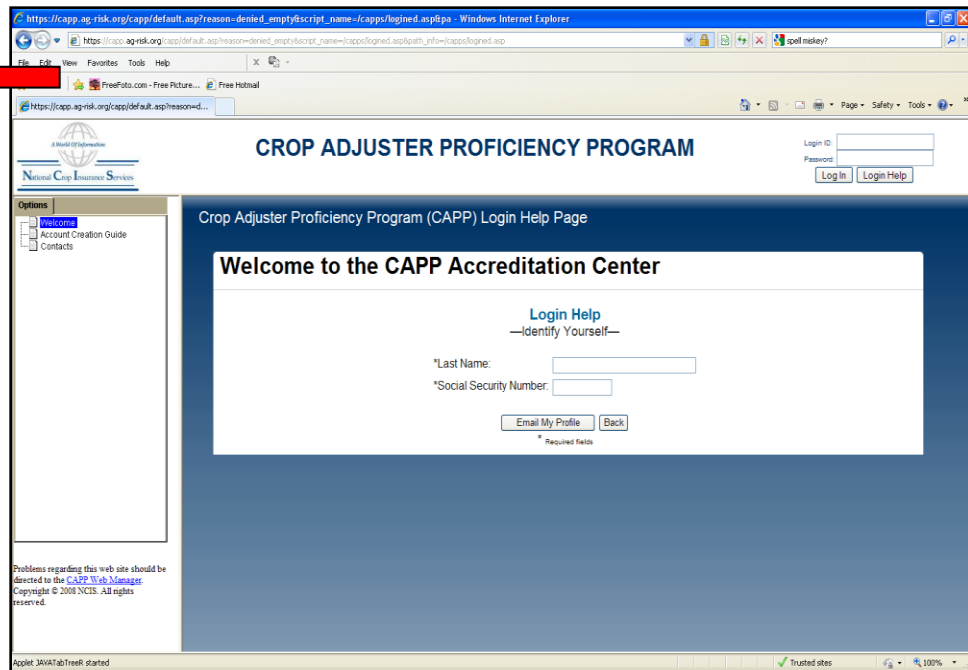 https://capp.ag-risk.org/capp/default.asp?reason=denied_empty&script_name=/capps/logined.asp&pa - Windows Internet Explorer
https://capp.ag-risk.org/capp/default.asp?reason=denied_empty&script_name=/capps/logined.asp&path_info=/capps/logined.asp
spell miskey?
File Edit View Favorites Tools Help
X
FreeFoto.com - Free Picture... Free Hotmail
https://capp.ag-risk.org/capp/default.asp?reason=d...
Page Safety Tools
A World Of Information
National Crop Insurance Services
CROP ADJUSTER PROFICIENCY PROGRAM
Login ID:
Password:
Log In Login Help
Options
Welcome
Account Creation Guide
Contacts
Crop Adjuster Proficiency Program (CAPP) Login Help Page
Welcome to the CAPP Accreditation Center
Login Help
—Identify Yourself—
*Last Name:
*Social Security Number:
Email My Profile Back
* Required fields
Problems regarding this web site should be
directed to the CAPP Web Manager.
Copyright © 2008 NCIS. All rights
reserved.
Applet JAVATabTreeR started
Trusted sites
100%